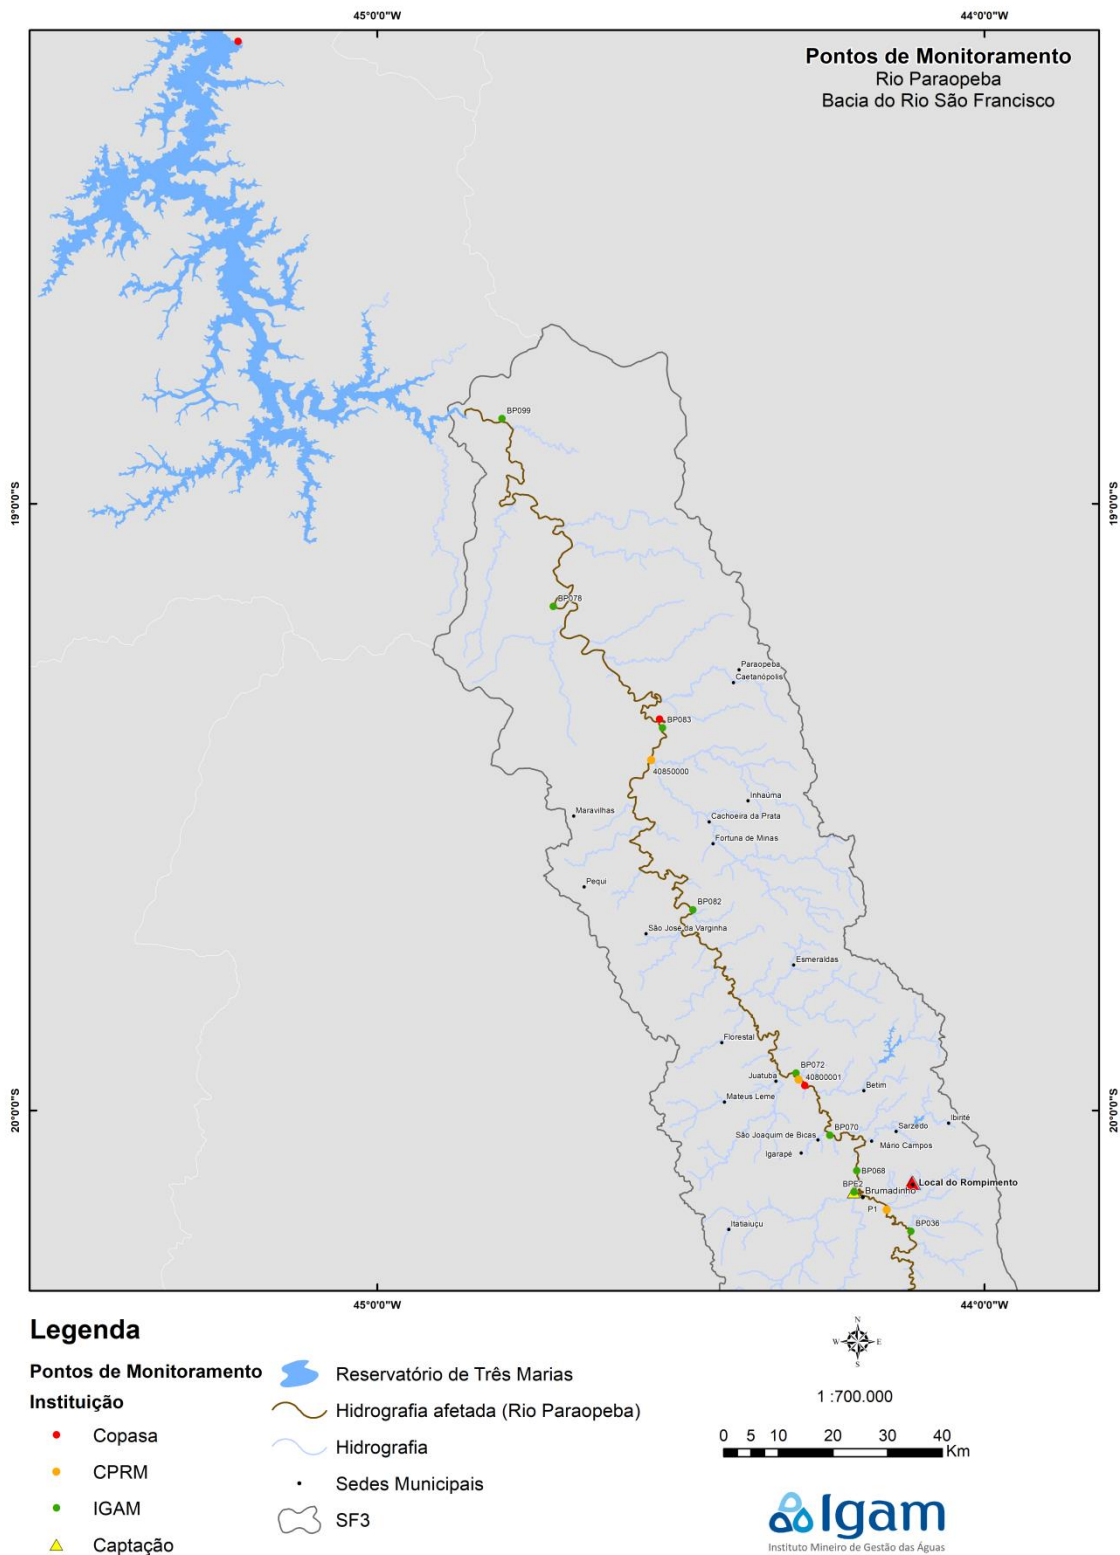 45°0'0"W
44°0'0"W
Pontos de Monitoramento
Rio Paraopeba
Bacia do Rio São Francisco
BP099
19°0'0"S
19°0'0"S
BP078
Paraopeba
Caetanópolis
BP083
40850000
Inhaúma
Maravilhas
Cachoeira da Prata
Fortuna de Minas
Pequi
BP082
São José da Varginha
Esmeraldas
Florestal
BP072
Juatuba
40800001
Betim
Mateus Leme
20°0'0"S
20°0'0"S
Ibirité
Sarzedo
São Joaquim de Bicas
BP070
Mário Campos
Igarapé
BP068
Local do Rompimento
BPE2
Brumadinho
P1
Itatiaiuçu
BP036
45°0'0"W
44°0'0"W
Legenda
Pontos de Monitoramento
Instituição
Copasa
CPRM
IGAM
Captação
Reservatório de Três Marias
Hidrografia afetada (Rio Paraopeba)
Hidrografia
Sedes Municipais
SF3
N
W E
S
1 :700.000
0 5 10 20 30 40
Km
Igam
Instituto Mineiro de Gestão das Águas